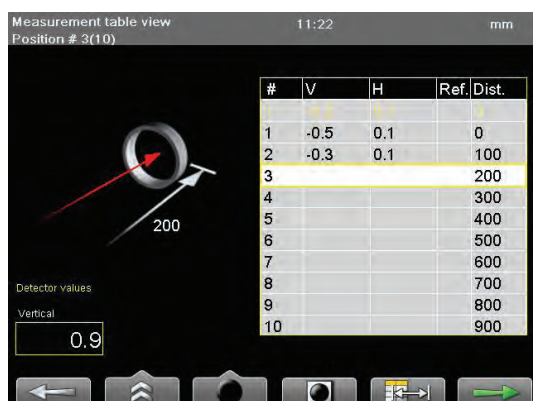 Measurement table view 11:22 mm
Position # 3(10)
# V H Ref. Dist.
1 -0.5 0.1 0
2 -0.3 0.1 100
3 200
4 300
5 400
6 500
7 600
8 700
9 800
10 900
200
Detector values
Vertical
0.9